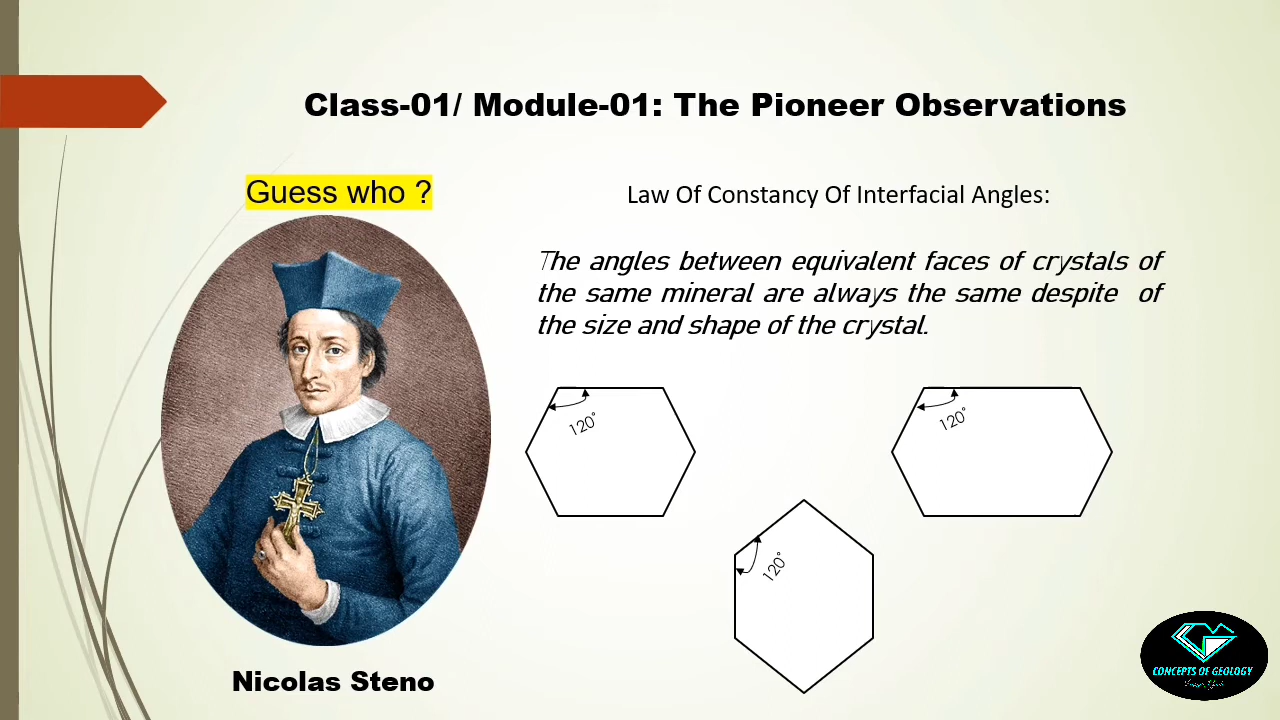 Class-01/ Module-01: The Pioneer Observations
Guess who ?
Law Of Constancy Of Interfacial Angles:
The angles between equivalent faces of crystals of
the same mineral are always the same despite of
the size and shape of the crystal.
120°
120°
120°
Nicolas Steno
CONCEPTS OF GEOLOGY